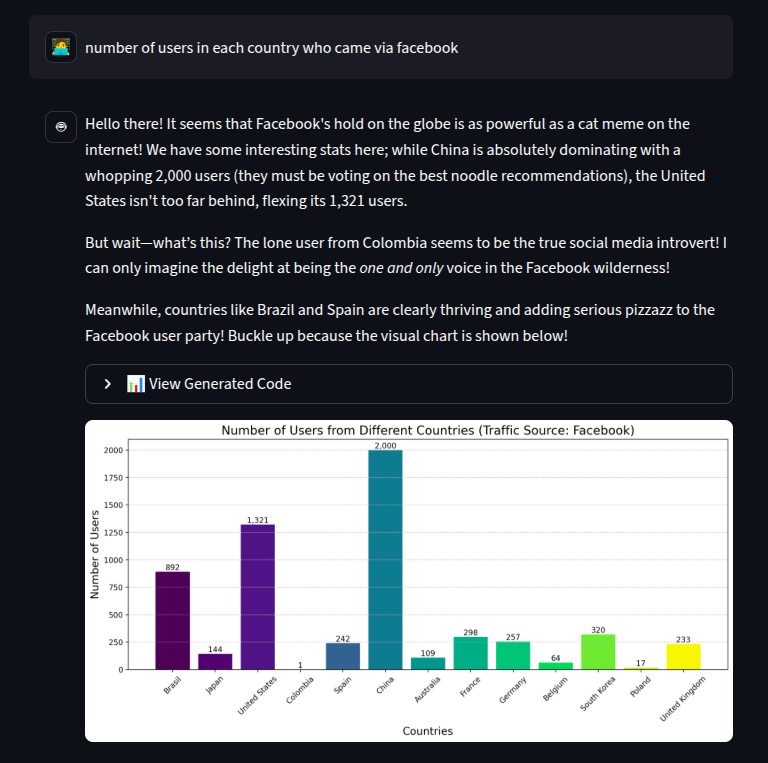 number of users in each country who came via facebook
Hello there! It seems that Facebook's hold on the globe is as powerful as a cat meme on the
internet! We have some interesting stats here; while China is absolutely dominating with a
whopping 2,000 users (they must be voting on the best noodle recommendations), the United
States isn't too far behind, flexing its 1,321 users.
But wait—what's this? The lone user from Colombia seems to be the true social media introvert! I
can only imagine the delight at being the one and only voice in the Facebook wilderness!
Meanwhile, countries like Brazil and Spain are clearly thriving and adding serious pizzazz to the
Facebook user party! Buckle up because the visual chart is shown below!
View Generated Code
Number of Users from Different Countries (Traffic Source: Facebook)
Number of Users
2000
1750
1500
1250
1000
750
500
250
0
892
144
1,321
1
242
2,000
109
298
257
64
320
17
233
Brasil
Japan
United States
Colombia
Spain
China
Australia
France
Germany
Belgium
South Korea
Poland
United Kingdom
Countries